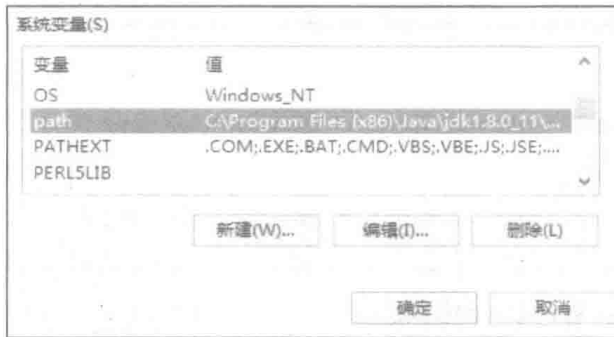 系统变量(S)
变量 值
OS Windows_NT
path C:\Program Files (x86)\Java\jdk1.8.0_11\...
PATHEXT .COM;.EXE;.BAT;.CMD;.VBS;.VBE;.JS;.JSE;....
PERL5LIB
新建(W)... 编辑(I)... 删除(L)
确定 取消